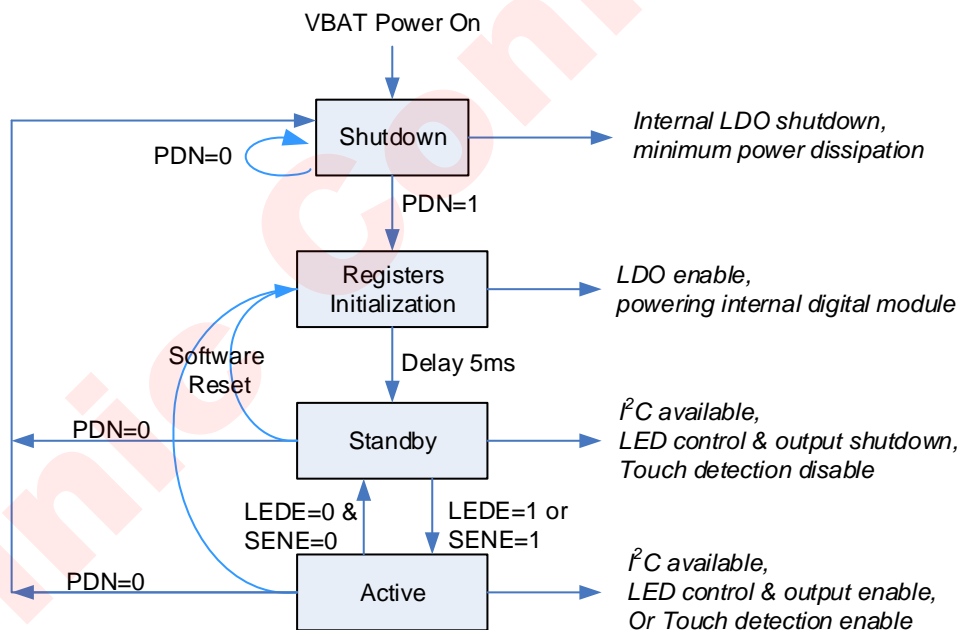 VBAT Power On
Shutdown
PDN=0
Internal LDO shutdown,
minimum power dissipation
PDN=1
Registers
Initialization
LDO enable,
powering internal digital module
Software
Reset
Delay 5ms
PDN=0
Standby
I²C available,
LED control & output shutdown,
Touch detection disable
LEDE=0 &
SENE=0
LEDE=1 or
SENE=1
PDN=0
Active
I²C available,
LED control & output enable,
Or Touch detection enable
nic Con